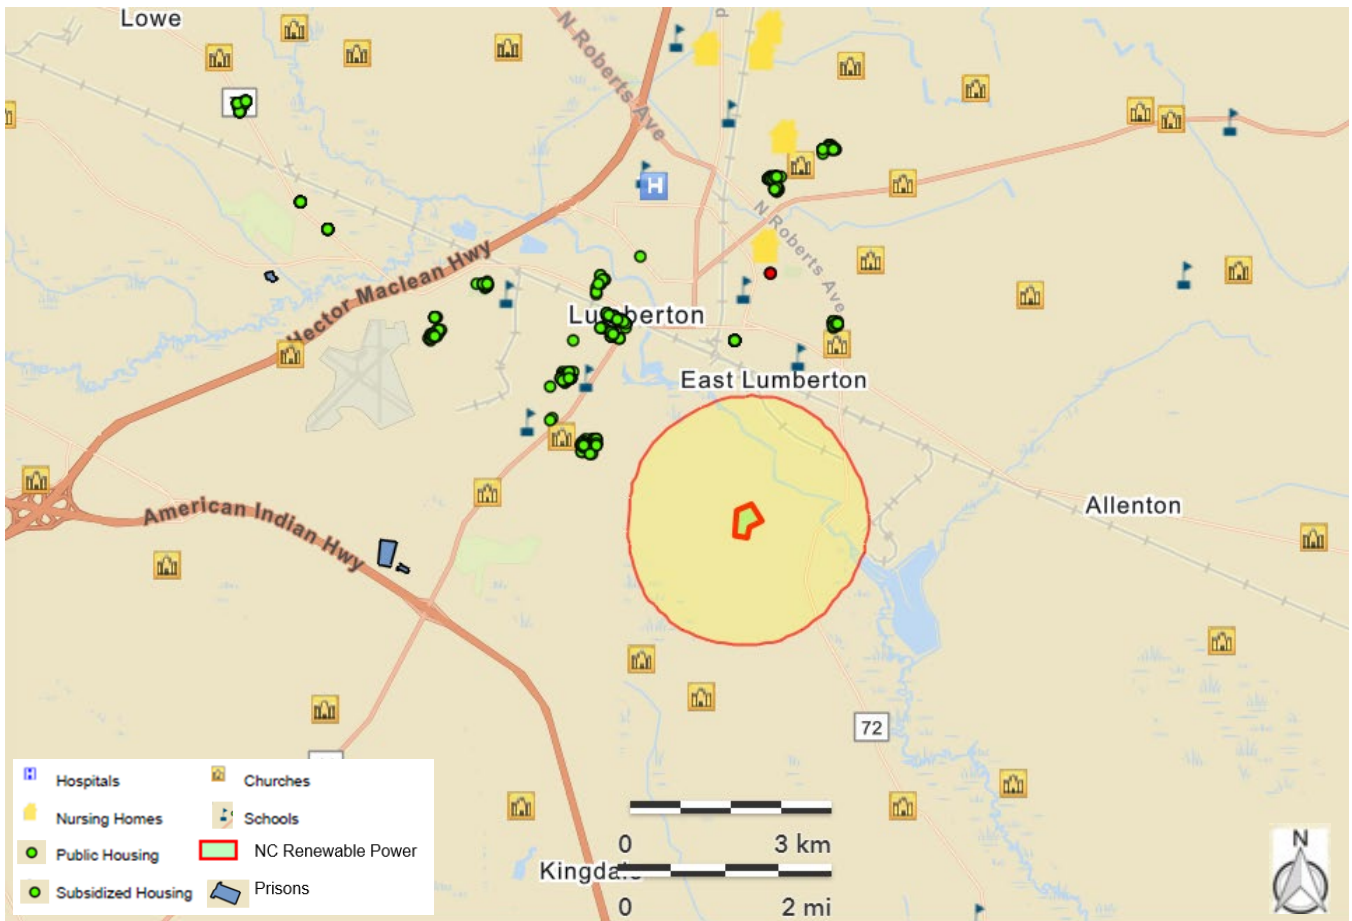 Lowe
N Roberts Ave
N Roberts Ave
Hector Maclean Hwy
Lumberton
East Lumberton
Allenton
American Indian Hwy
72
Hospitals
Churches
Nursing Homes
Schools
Public Housing
NC Renewable Power
Subsidized Housing
Prisons
0 3 km
0 2 mi
N